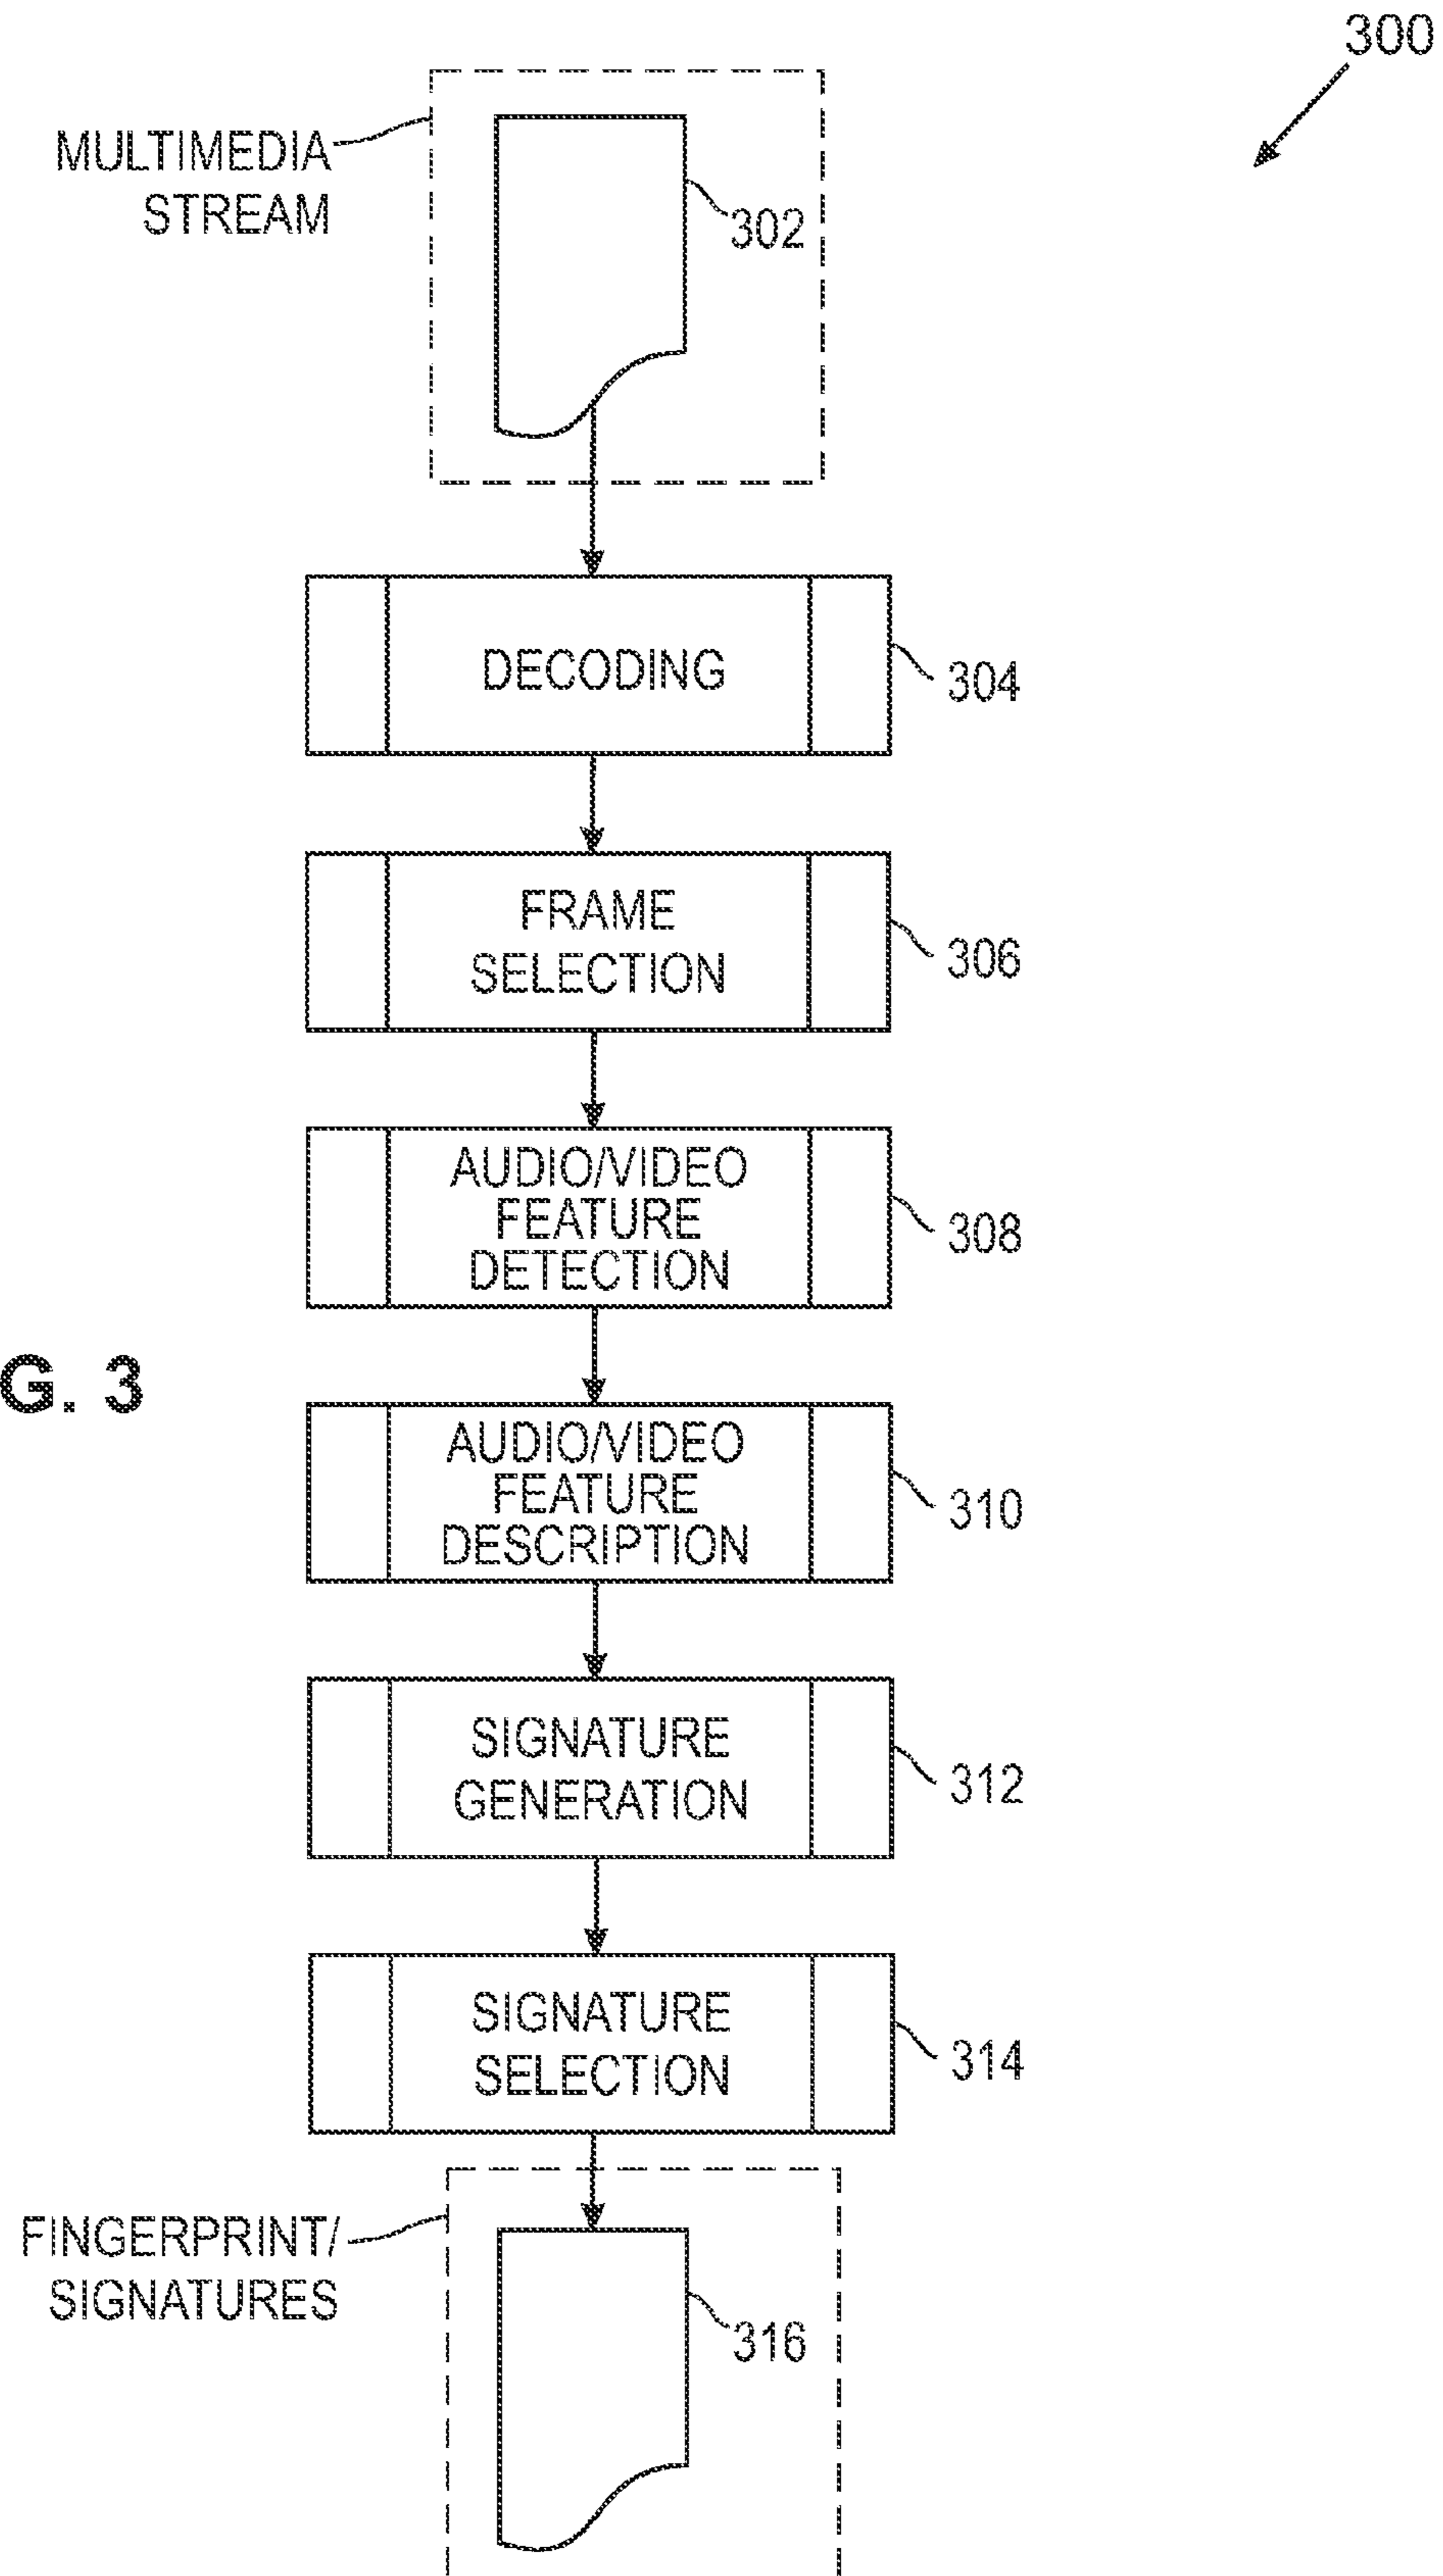 300
MULTIMEDIA
STREAM
302
DECODING
304
FRAME
SELECTION
306
AUDIO/VIDEO
FEATURE
DETECTION
308
G. 3
AUDIO/VIDEO
FEATURE
DESCRIPTION
310
SIGNATURE
GENERATION
312
SIGNATURE
SELECTION
314
FINGERPRINT/
SIGNATURES
316